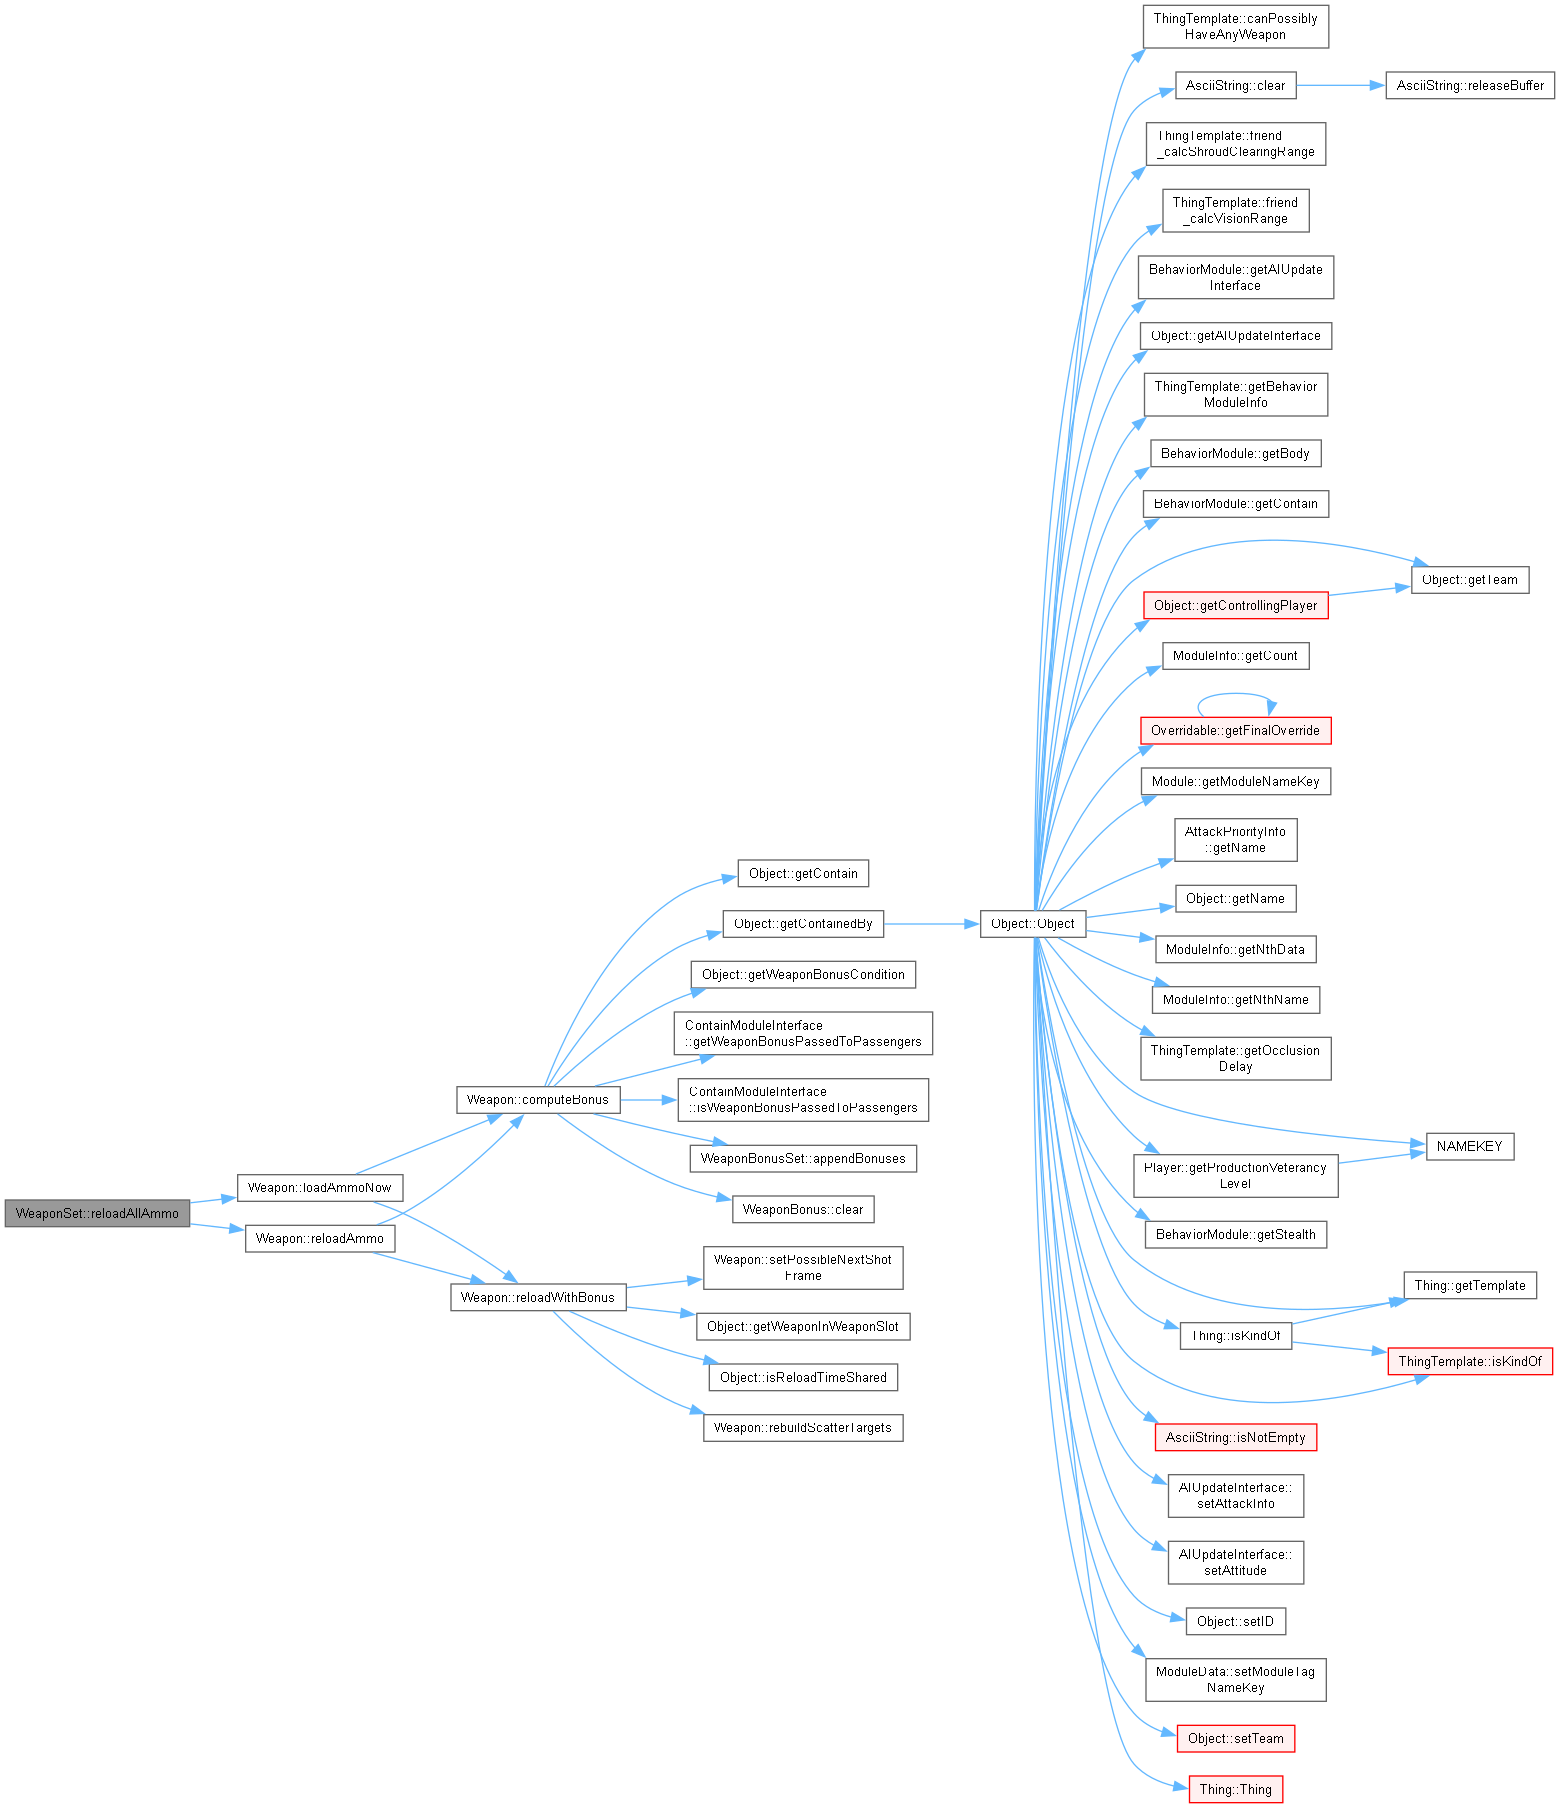 ThingTemplate::canPossibly
HaveAnyWeapon
AsciiString::clear
AsciiString::releaseBuffer
ThingTemplate::friend
_calcShroudClearingRange
ThingTemplate::friend
_calcVisionRange
BehaviorModule::getAIUpdate
Interface
Object::getAIUpdateInterface
ThingTemplate::getBehavior
ModuleInfo
BehaviorModule::getBody
BehaviorModule::getContain
Object::getTeam
Object::getControllingPlayer
ModuleInfo::getCount
Overridable::getFinalOverride
Module::getModuleNameKey
AttackPriorityInfo
::getName
Object::getContain
Object::getName
Object::getContainedBy
Object::Object
ModuleInfo::getNthData
Object::getWeaponBonusCondition
ModuleInfo::getNthName
ContainModuleInterface
::getWeaponBonusPassedToPassengers
ThingTemplate::getOcclusion
Delay
Weapon::computeBonus
ContainModuleInterface
::isWeaponBonusPassedToPassengers
NAMEKEY
WeaponBonusSet::appendBonuses
Player::getProductionVeterancy
Level
Weapon::loadAmmoNow
WeaponSet::reloadAllAmmo
WeaponBonus::clear
Weapon::reloadAmmo
BehaviorModule::getStealth
Weapon::setPossibleNextShot
Frame
Thing::getTemplate
Weapon::reloadWithBonus
Object::getWeaponInWeaponSlot
Thing::isKindOf
ThingTemplate::isKindOf
Object::isReloadTimeShared
Weapon::rebuildScatterTargets
AsciiString::isNotEmpty
AIUpdateInterface::
setAttackInfo
AIUpdateInterface::
setAttitude
Object::setID
ModuleData::setModuleTag
NameKey
Object::setTeam
Thing::Thing